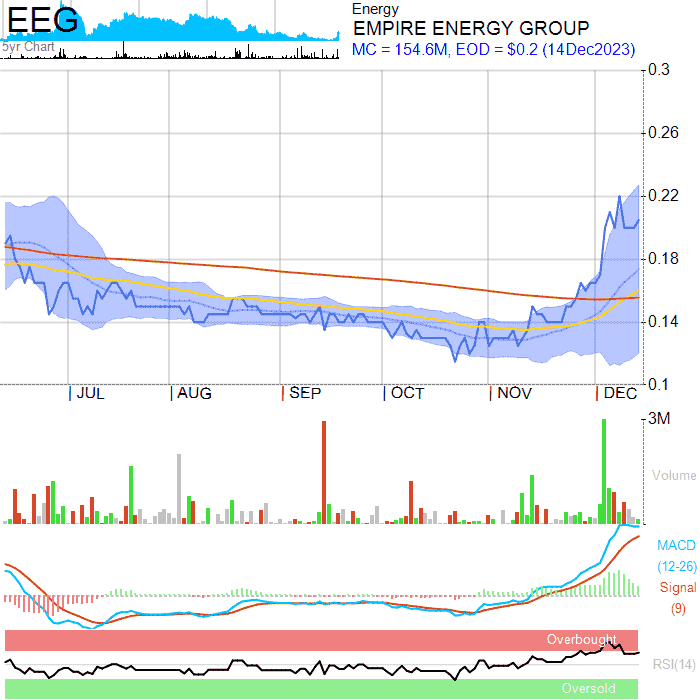 EEG
5yr Chart
Energy
EMPIRE ENERGY GROUP
MC = 154.6M, EOD = $0.2 (14Dec2023)
0.3
0.26
0.22
0.18
0.14
0.1
JUL AUG SEP OCT NOV DEC
3M
Volume
MACD
(12-26)
Signal
(9)
Overbought
RSI(14)
Oversold